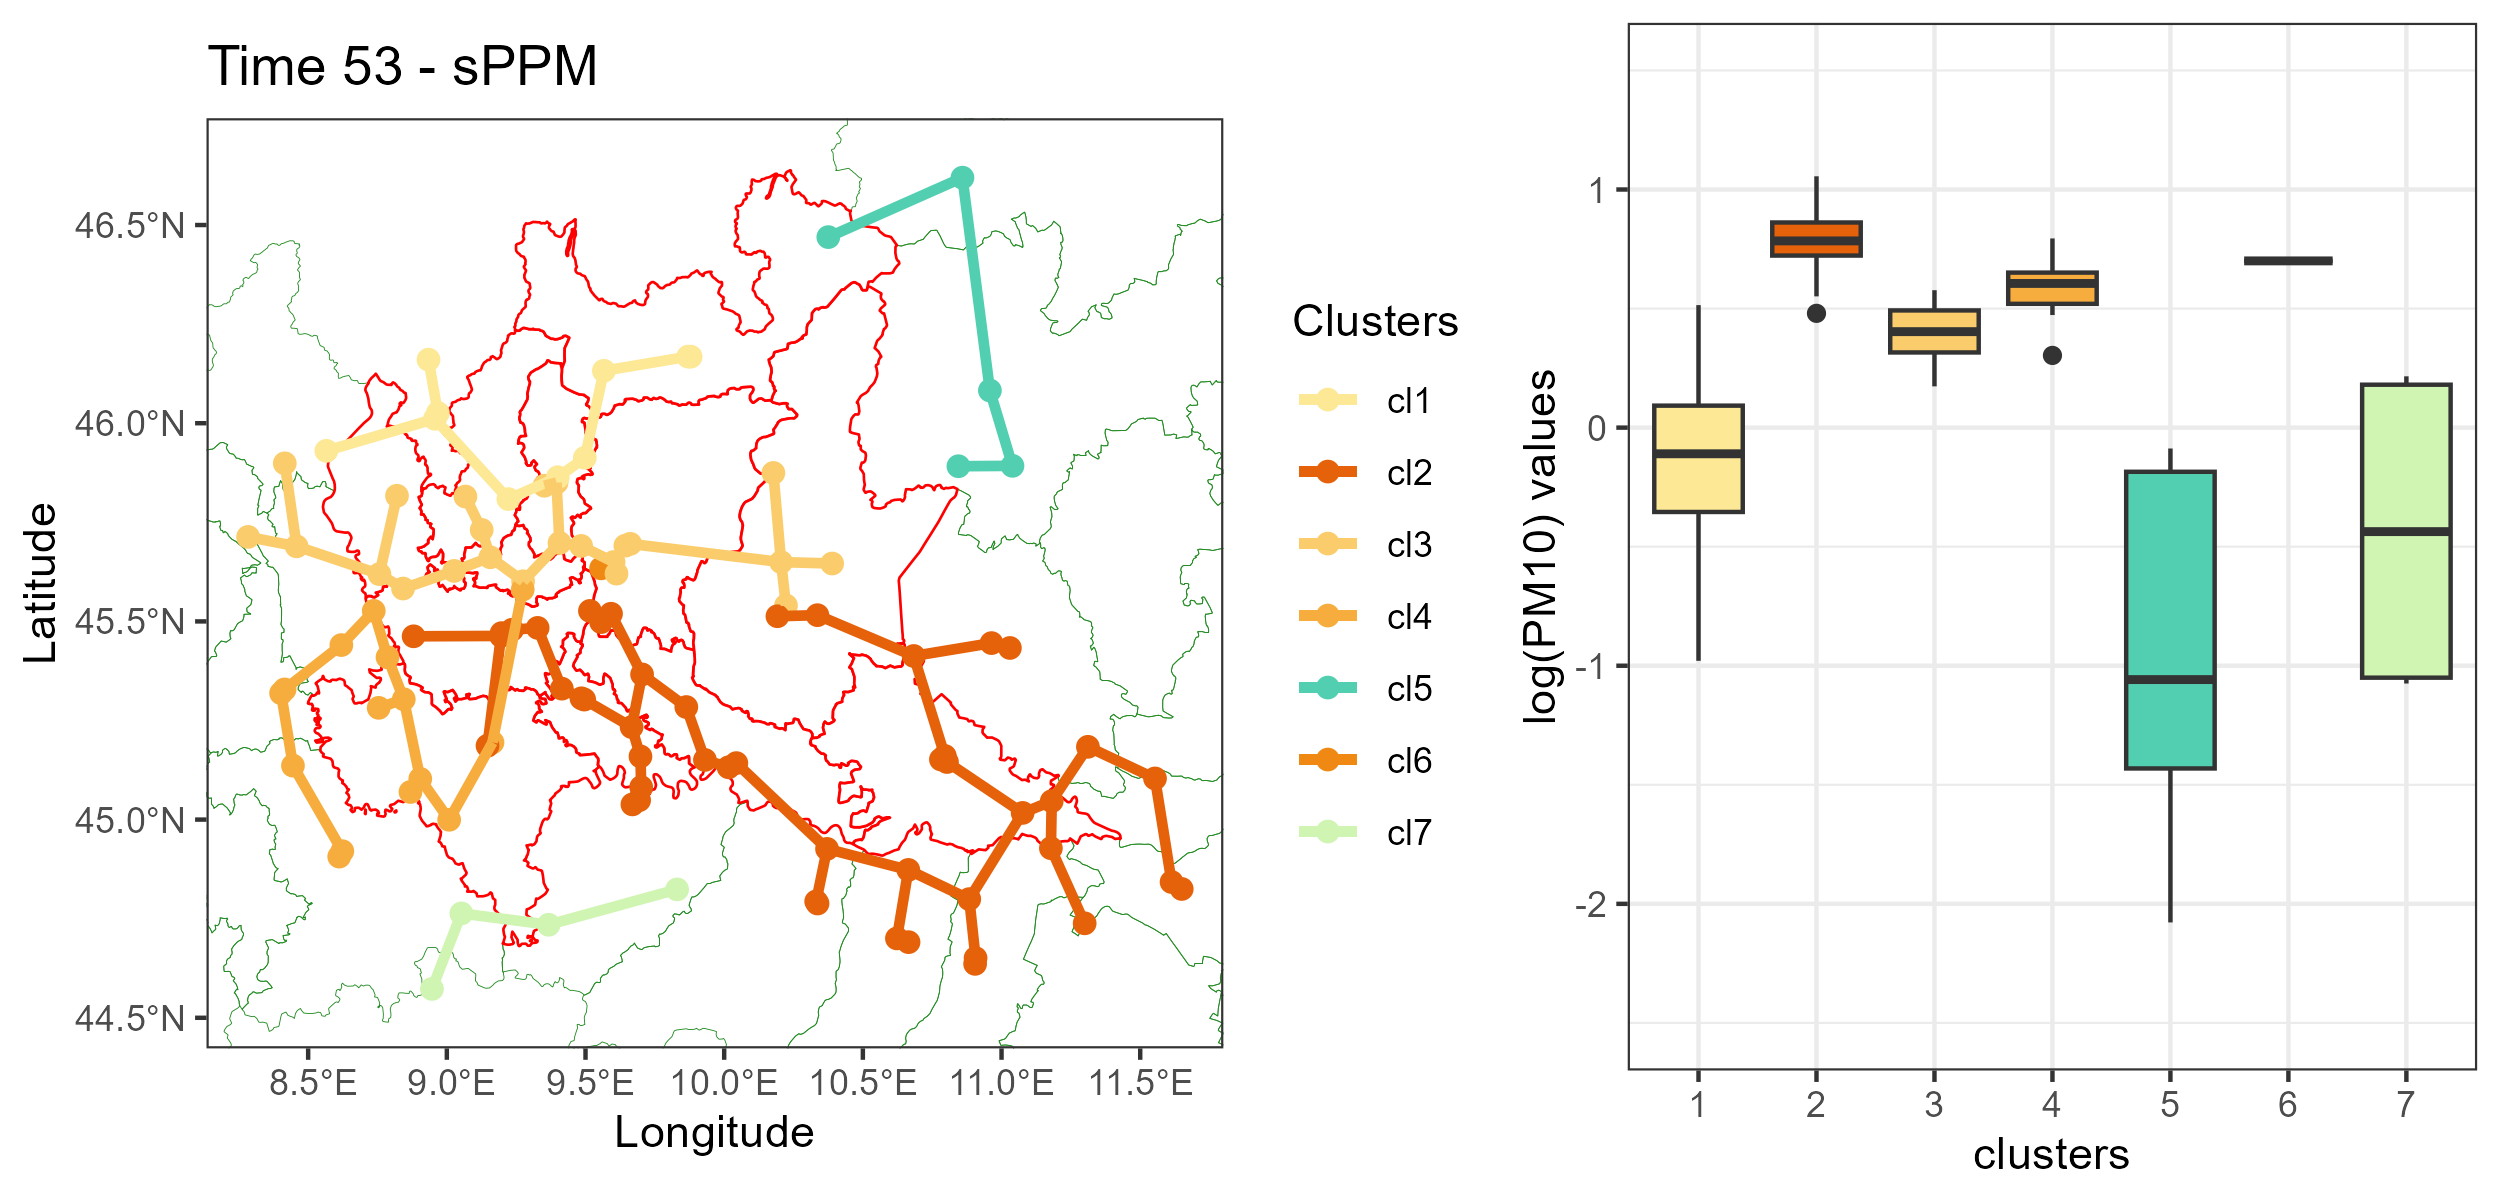 Time 53 - sPPM
Latitude
46.5°N
46.0°N
45.5°N
45.0°N
44.5°N
8.5°E 9.0°E 9.5°E 10.0°E 10.5°E 11.0°E 11.5°E
Longitude
Clusters
cl1
cl2
cl3
cl4
cl5
cl6
cl7
log(PM10) values
1
0
-1
-2
1 2 3 4 5 6 7
clusters